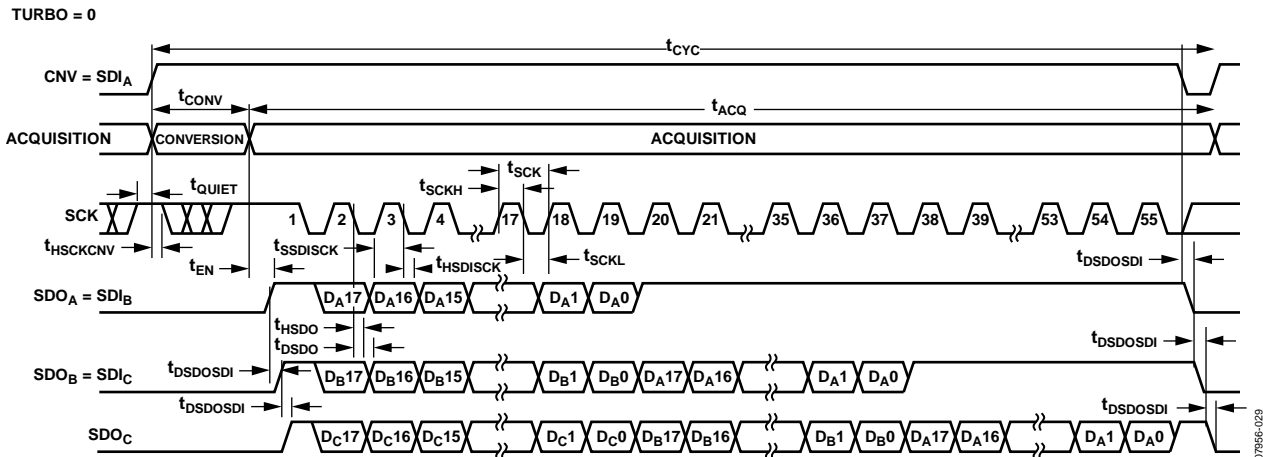 TURBO = 0
tCYC
CNV = SDIA
tCONV
tACQ
ACQUISITION CONVERSION ACQUISITION
tSCK
tQUIET tSCKH
SCK 1 2 3 4 17 18 19 20 21 35 36 37 38 39 53 54 55
tHSCKCNV tSSDISCK
tEN tHSDISCK tSCKL tDSDOSDI
SDOA = SDIB DA17 DA16 DA15 DA1 DA0
tHSDO
tDSDO tDSDOSDI
tDSDOSDI
SDOB = SDIC DB17 DB16 DB15 DB1 DB0 DA17 DA16 DA1 DA0
tDSDOSDI tDSDOSDI
SDOC DC17 DC16 DC15 DC1 DC0 DB17 DB16 DB1 DB0 DA17 DA16 DA1 DA0
07956-029